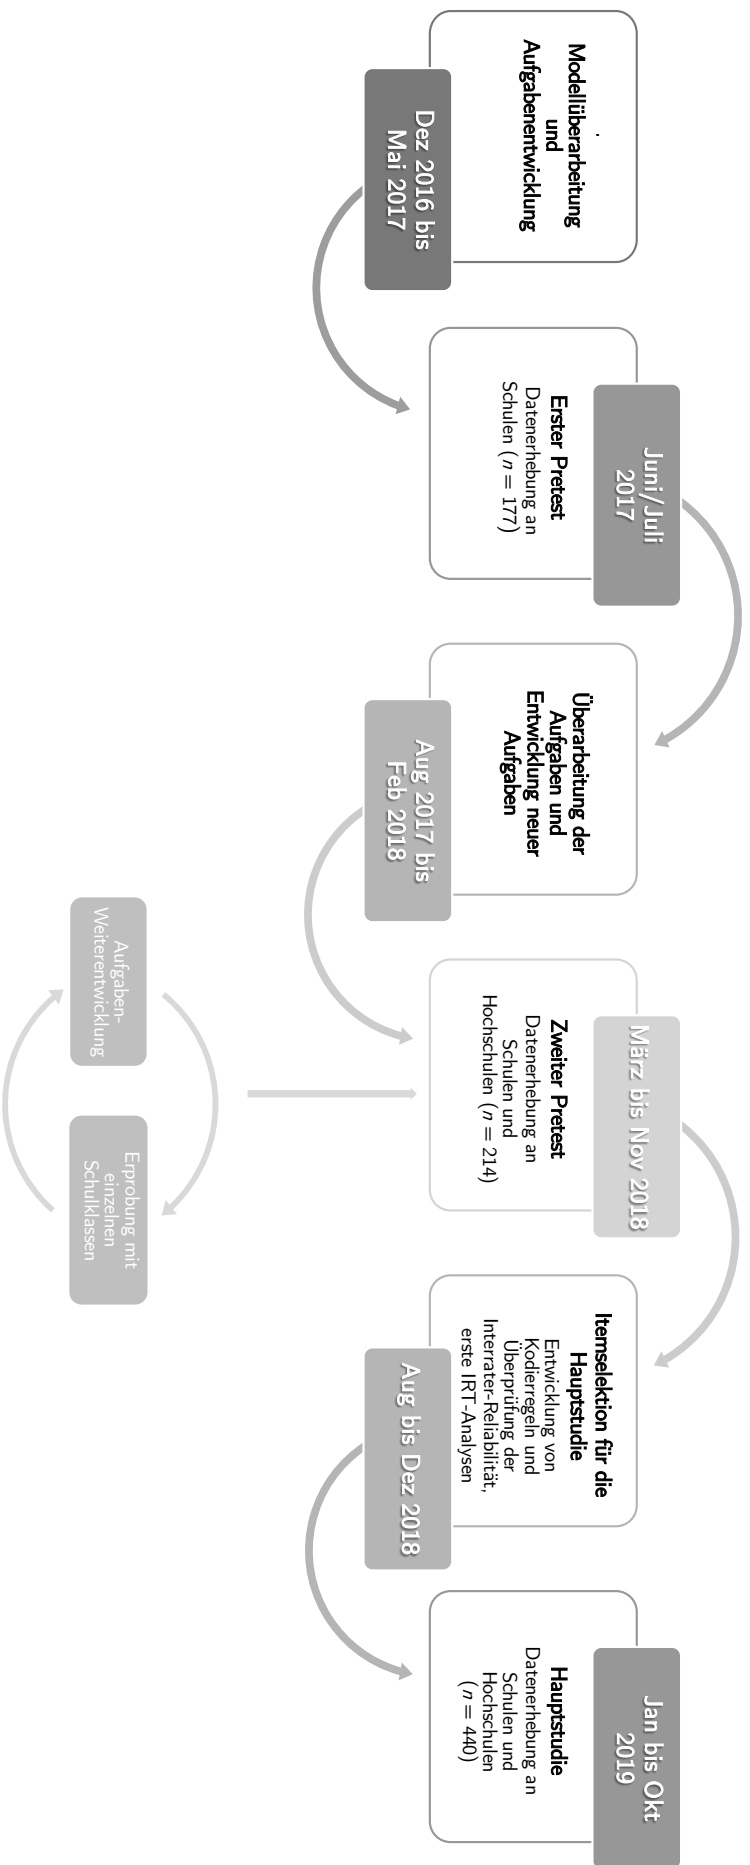 Modellüberarbeitung
und
Aufgabenentwicklung
Dez 2016 bis
Mai 2017
Juni/Juli
2017
Erster Pretest
Datenerhebung an
Schulen (n = 177)
Überarbeitung der
Aufgaben und
Entwicklung neuer
Aufgaben
Aug 2017 bis
Feb 2018
März bis Nov 2018
Zweiter Pretest
Datenerhebung an
Schulen und
Hochschulen (n = 214)
Aufgaben-
Weiterentwicklung
Erprobung mit
einzelnen
Schulklassen
Itemselektion für die
Hauptstudie
Entwicklung von
Kodierregeln und
Überprüfung der
Interrater-Reliabilität,
erste IRT-Analysen
Aug bis Dez 2018
Jan bis Okt
2019
Hauptstudie
Datenerhebung an
Schulen und
Hochschulen
(n = 440)